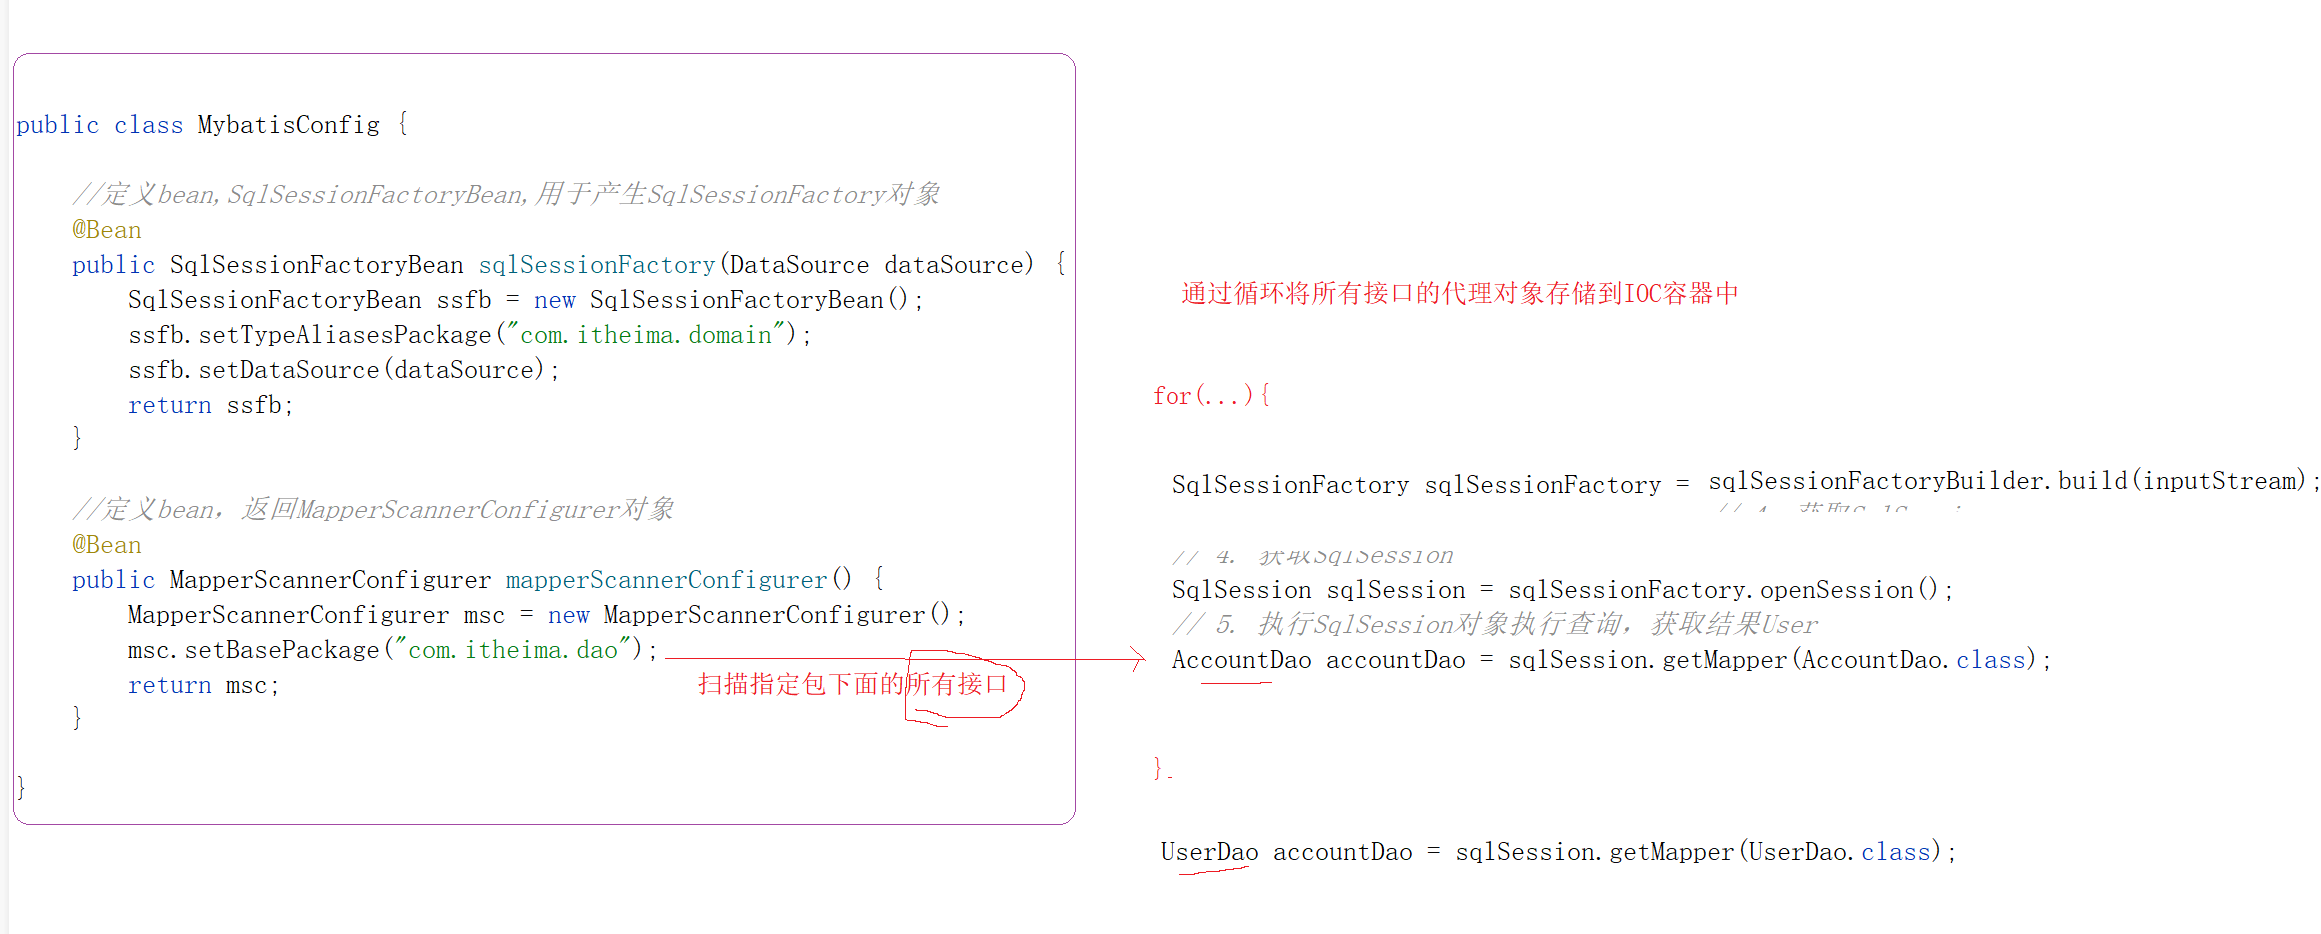 public class MybatisConfig {
//定义bean,SqlSessionFactoryBean,用于产生SqlSessionFactory对象
@Bean
public SqlSessionFactoryBean sqlSessionFactory(DataSource dataSource) {
SqlSessionFactoryBean ssfb = new SqlSessionFactoryBean();
ssfb.setTypeAliasesPackage("com.itheima.domain");
ssfb.setDataSource(dataSource);
return ssfb;
}
//定义bean，返回MapperScannerConfigurer对象
@Bean
public MapperScannerConfigurer mapperScannerConfigurer() {
MapperScannerConfigurer msc = new MapperScannerConfigurer();
msc.setBasePackage("com.itheima.dao");
return msc;
扫描指定包下面的所有接口
}
}
通过循环将所有接口的代理对象存储到IOC容器中
for(...){
SqlSessionFactory sqlSessionFactory = sqlSessionFactoryBuilder.build(inputStream);
// 4. 获取SqlSession
SqlSession sqlSession = sqlSessionFactory.openSession();
// 5. 执行SqlSession对象执行查询，获取结果User
AccountDao accountDao = sqlSession.getMapper(AccountDao.class);
}
UserDao accountDao = sqlSession.getMapper(UserDao.class);